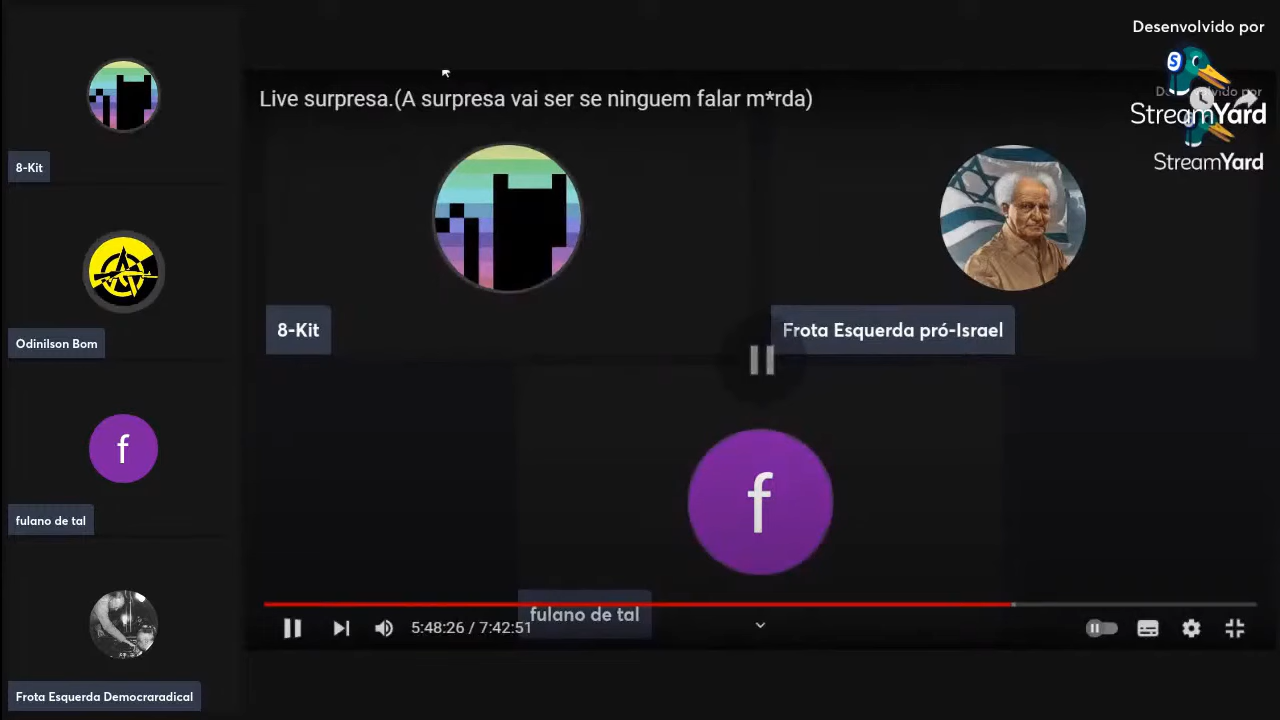 Desenvolvido por
StreamYard
Desenvolvido por
StreamYard
Live surpresa.(A surpresa vai ser se ninguem falar m*rda)
8-Kit
Odinilson Bom
f
fulano de tal
Frota Esquerda Democraradical
8-Kit
Frota Esquerda pró-Israel
f
fulano de tal
5:48:26 / 7:42:51